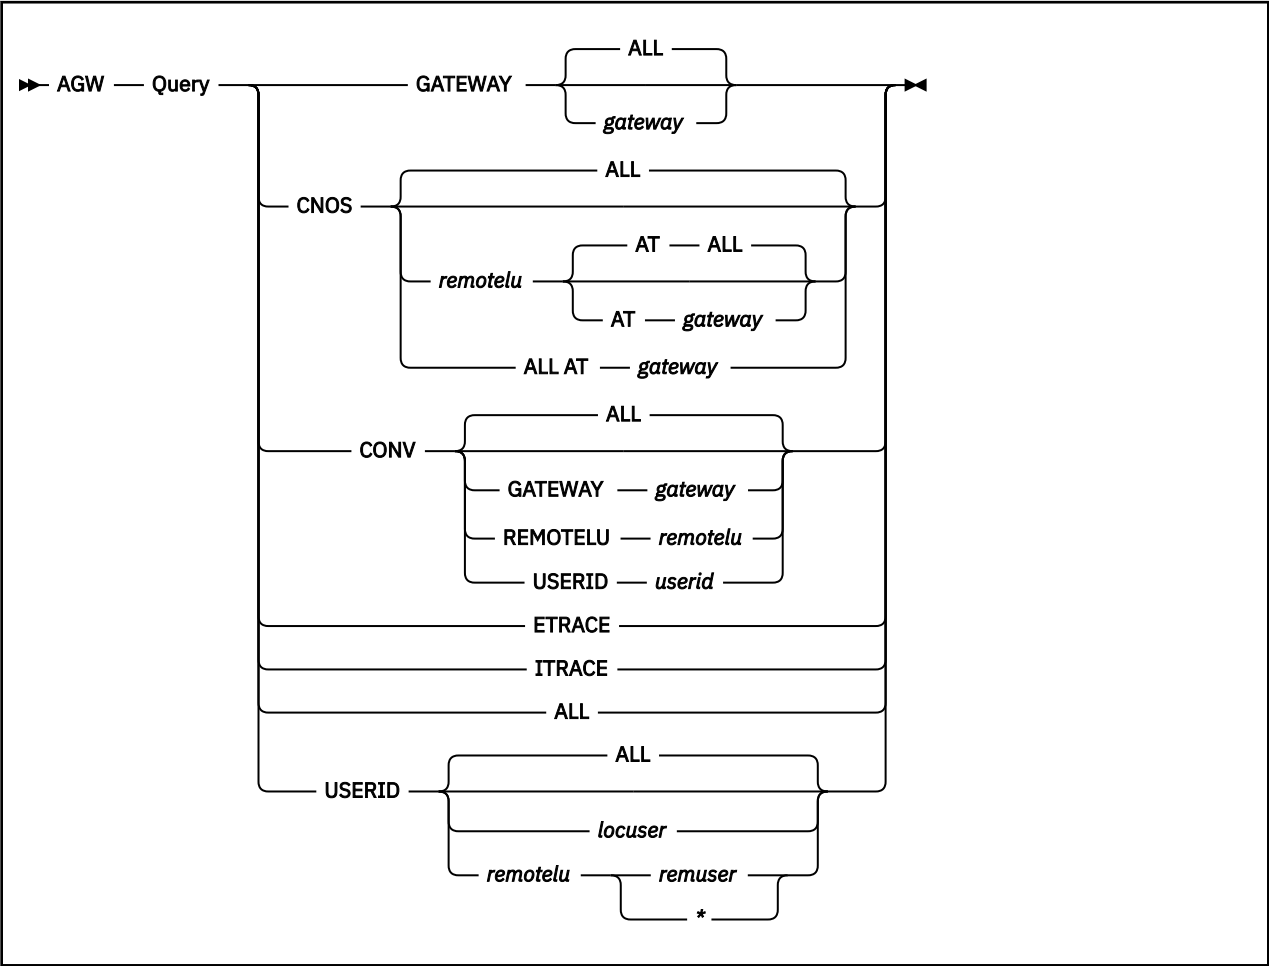 ALL
AGW Query GATEWAY
gateway
ALL
CNOS
AT ALL
remotelu
AT gateway
ALL AT gateway
ALL
CONV
GATEWAY gateway
REMOTELU remotelu
USERID userid
ETRACE
ITRACE
ALL
ALL
USERID
locuser
remotelu remuser
*